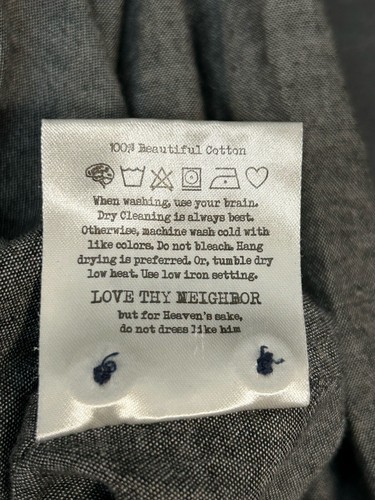 100% Beautiful Cotton
When washing, use your brain.
Dry Cleaning is always best.
Otherwise, machine wash cold with
like colors. Do not bleach. Hang
drying is preferred. Or, tumble dry
low heat. Use low iron setting.
LOVE THY NEIGHBOR
but for Heaven's sake,
do not dress like him